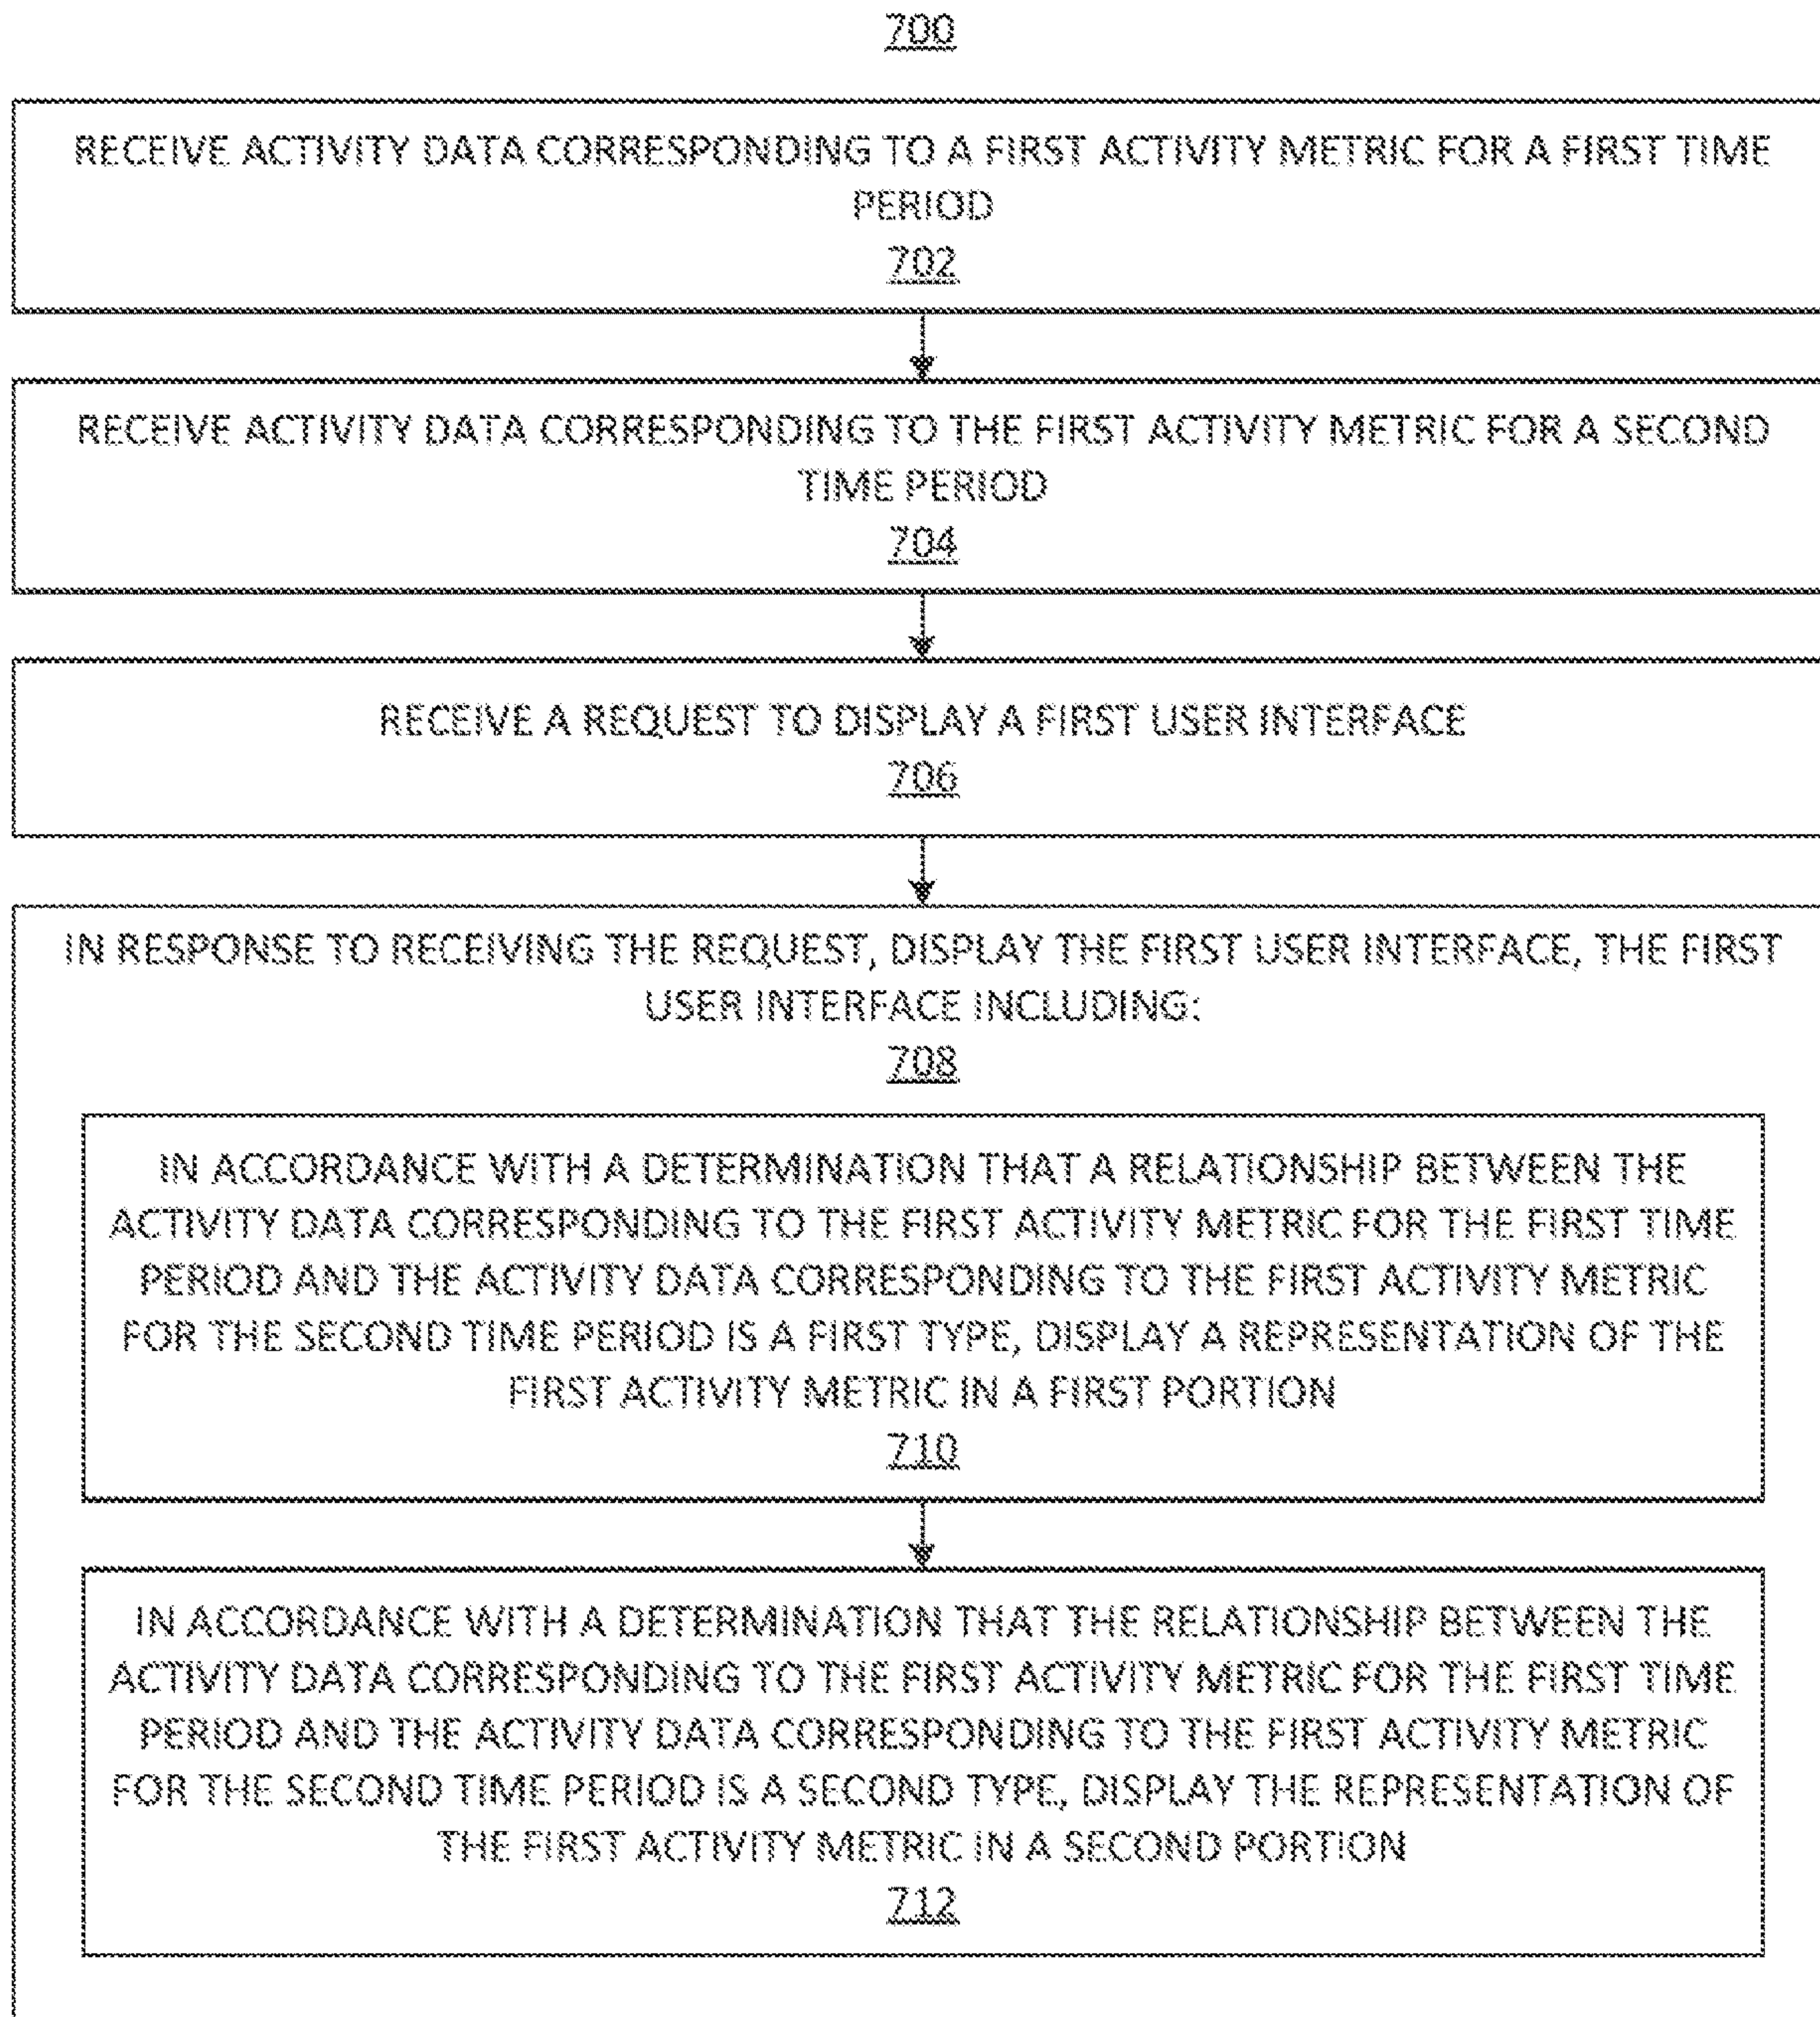 700
RECEIVE ACTIVITY DATA CORRESPONDING TO A FIRST ACTIVITY METRIC FOR A FIRST TIME
PERIOD
702
RECEIVE ACTIVITY DATA CORRESPONDING TO THE FIRST ACTIVITY METRIC FOR A SECOND
TIME PERIOD
704
RECEIVE A REQUEST TO DISPLAY A FIRST USER INTERFACE
706
IN RESPONSE TO RECEIVING THE REQUEST, DISPLAY THE FIRST USER INTERFACE, THE FIRST
USER INTERFACE INCLUDING:
708
IN ACCORDANCE WITH A DETERMINATION THAT A RELATIONSHIP BETWEEN THE
ACTIVITY DATA CORRESPONDING TO THE FIRST ACTIVITY METRIC FOR THE FIRST TIME
PERIOD AND THE ACTIVITY DATA CORRESPONDING TO THE FIRST ACTIVITY METRIC
FOR THE SECOND TIME PERIOD IS A FIRST TYPE, DISPLAY A REPRESENTATION OF THE
FIRST ACTIVITY METRIC IN A FIRST PORTION
710
IN ACCORDANCE WITH A DETERMINATION THAT THE RELATIONSHIP BETWEEN THE
ACTIVITY DATA CORRESPONDING TO THE FIRST ACTIVITY METRIC FOR THE FIRST TIME
PERIOD AND THE ACTIVITY DATA CORRESPONDING TO THE FIRST ACTIVITY METRIC
FOR THE SECOND TIME PERIOD IS A SECOND TYPE, DISPLAY THE REPRESENTATION OF
THE FIRST ACTIVITY METRIC IN A SECOND PORTION
712